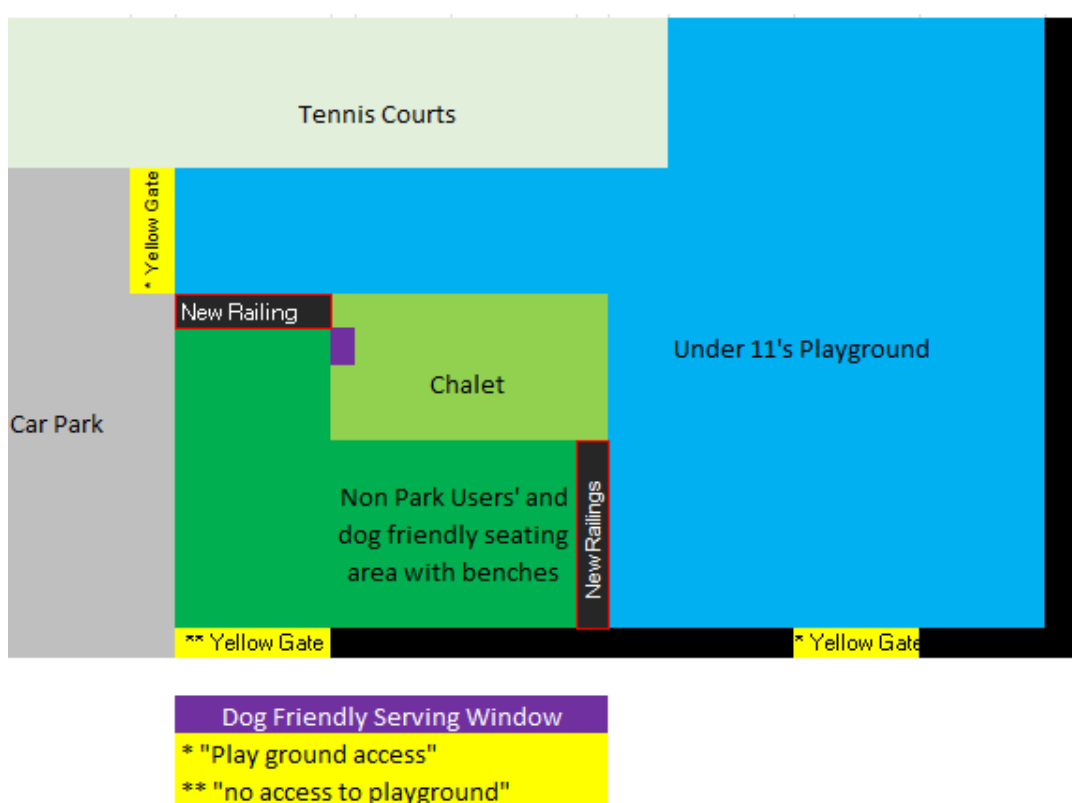 Tennis Courts
* Yellow Gate
New Railing
Under 11's Playground
Chalet
Car Park
Non Park Users' and
dog friendly seating
area with benches
New Railings
** Yellow Gate
* Yellow Gate
Dog Friendly Serving Window
* "Play ground access"
** "no access to playground"